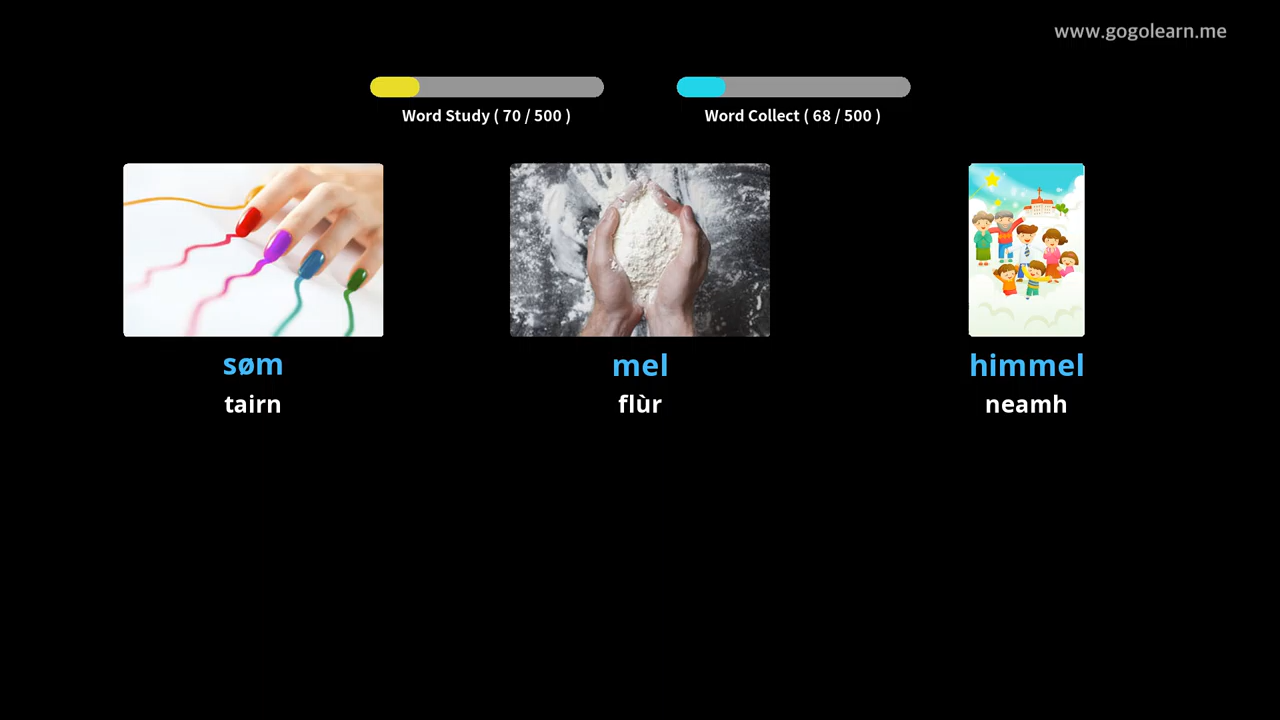 www.gogolearn.me
Word Study ( 70 / 500 )
Word Collect ( 68 / 500 )
søm
mel
himmel
tairn
flùr
neamh